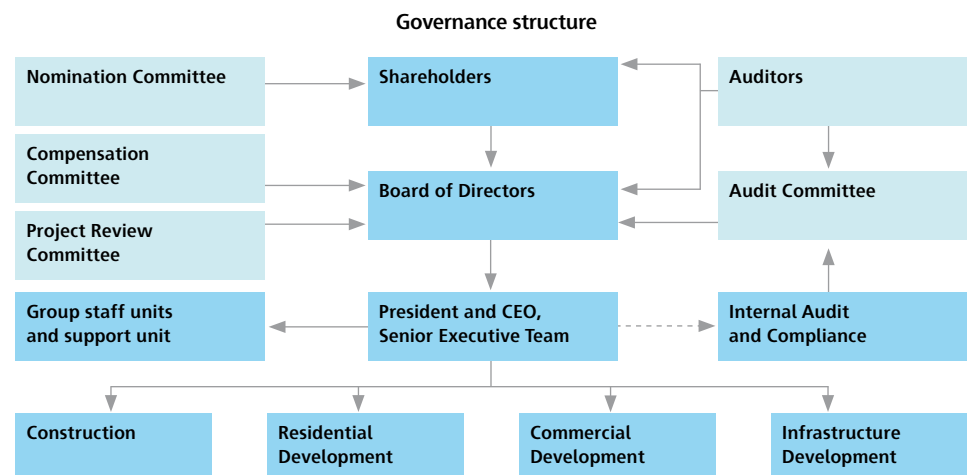 Governance structure
Nomination Committee
Shareholders
Auditors
Compensation
Committee
Board of Directors
Audit Committee
Project Review
Committee
Group staff units
and support unit
President and CEO,
Senior Executive Team
Internal Audit
and Compliance
Construction
Residential
Development
Commercial
Development
Infrastructure
Development